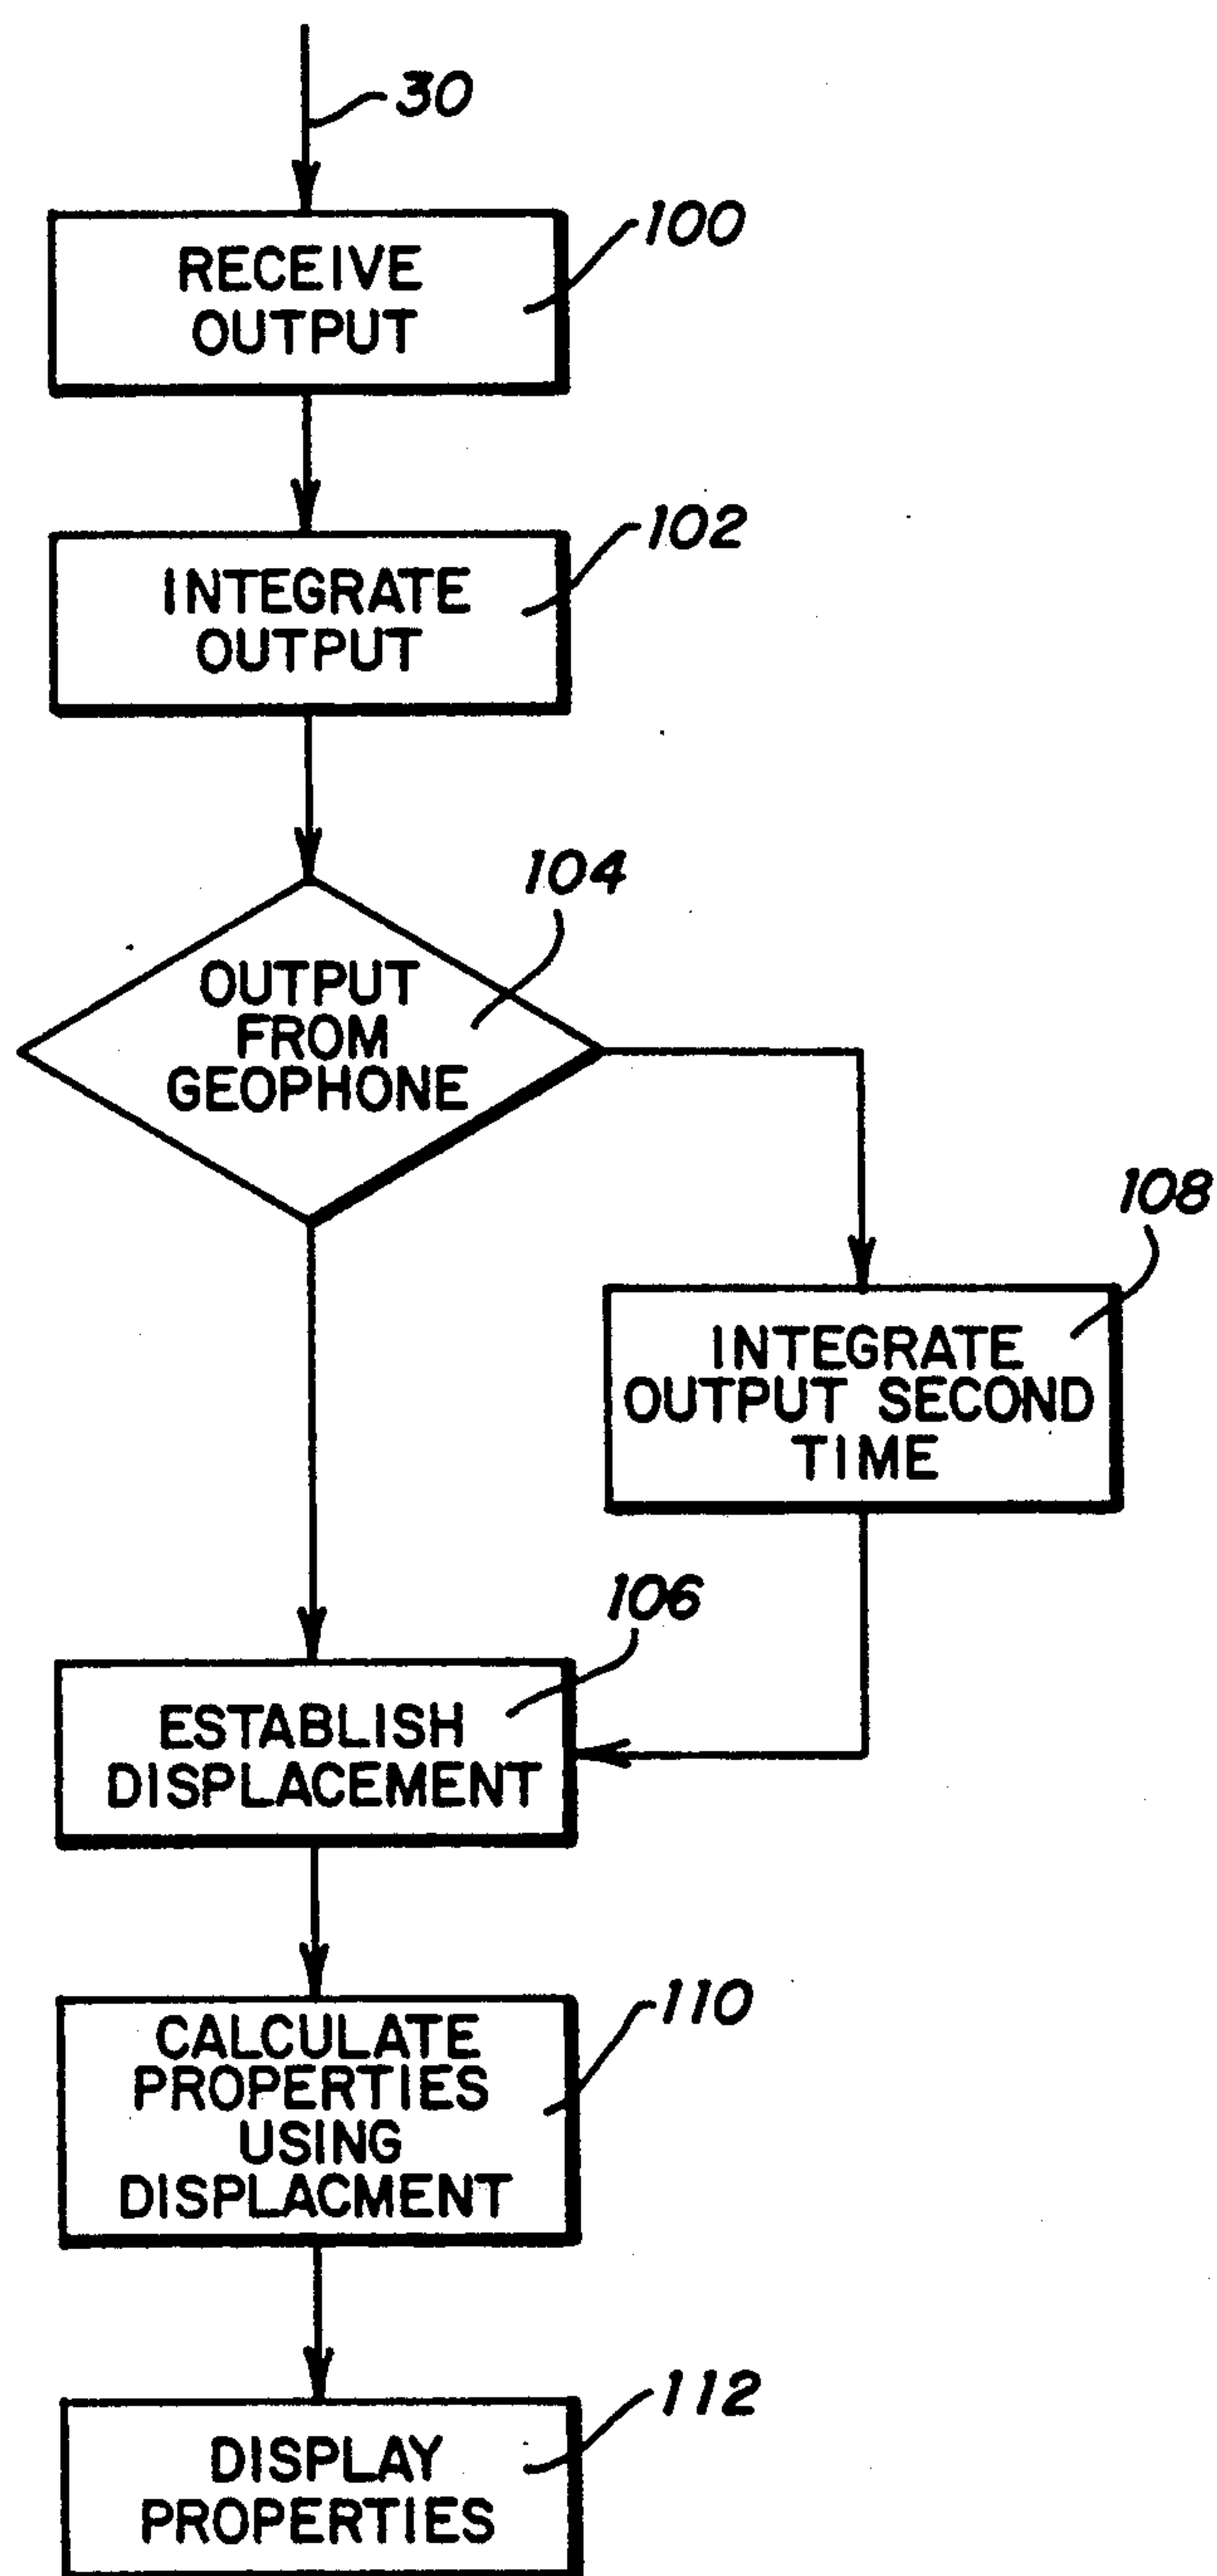 30
100
RECEIVE
OUTPUT
102
INTEGRATE
OUTPUT
104
OUTPUT
FROM
GEOPHONE
108
INTEGRATE
OUTPUT SECOND
TIME
106
ESTABLISH
DISPLACEMENT
110
CALCULATE
PROPERTIES
USING
DISPLACMENT
112
DISPLAY
PROPERTIES